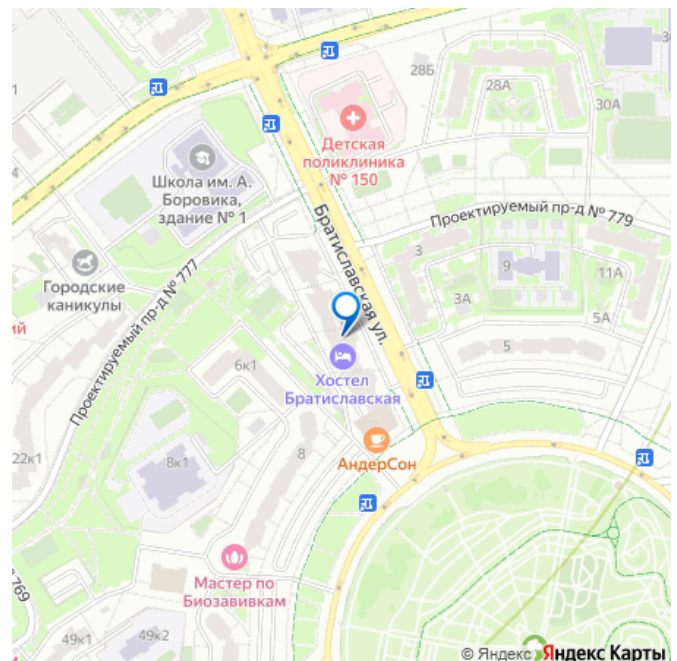 28Б
28А
30А
Детская
поликлиника
№ 150
Школа им. А.
Боровика,
здание № 1
Братиславская ул.
Проектируемый пр-д № 779
Городские
каникулы
ий
Проектируемый пр-д № 777
3
9
11А
3А
5А
5
6к1
Хостел
Братиславская
22к1
8к1
8
АндерСон
Мастер по
Биозавивкам
769
49к1
49к2
© Яндекс Яндекс Карты